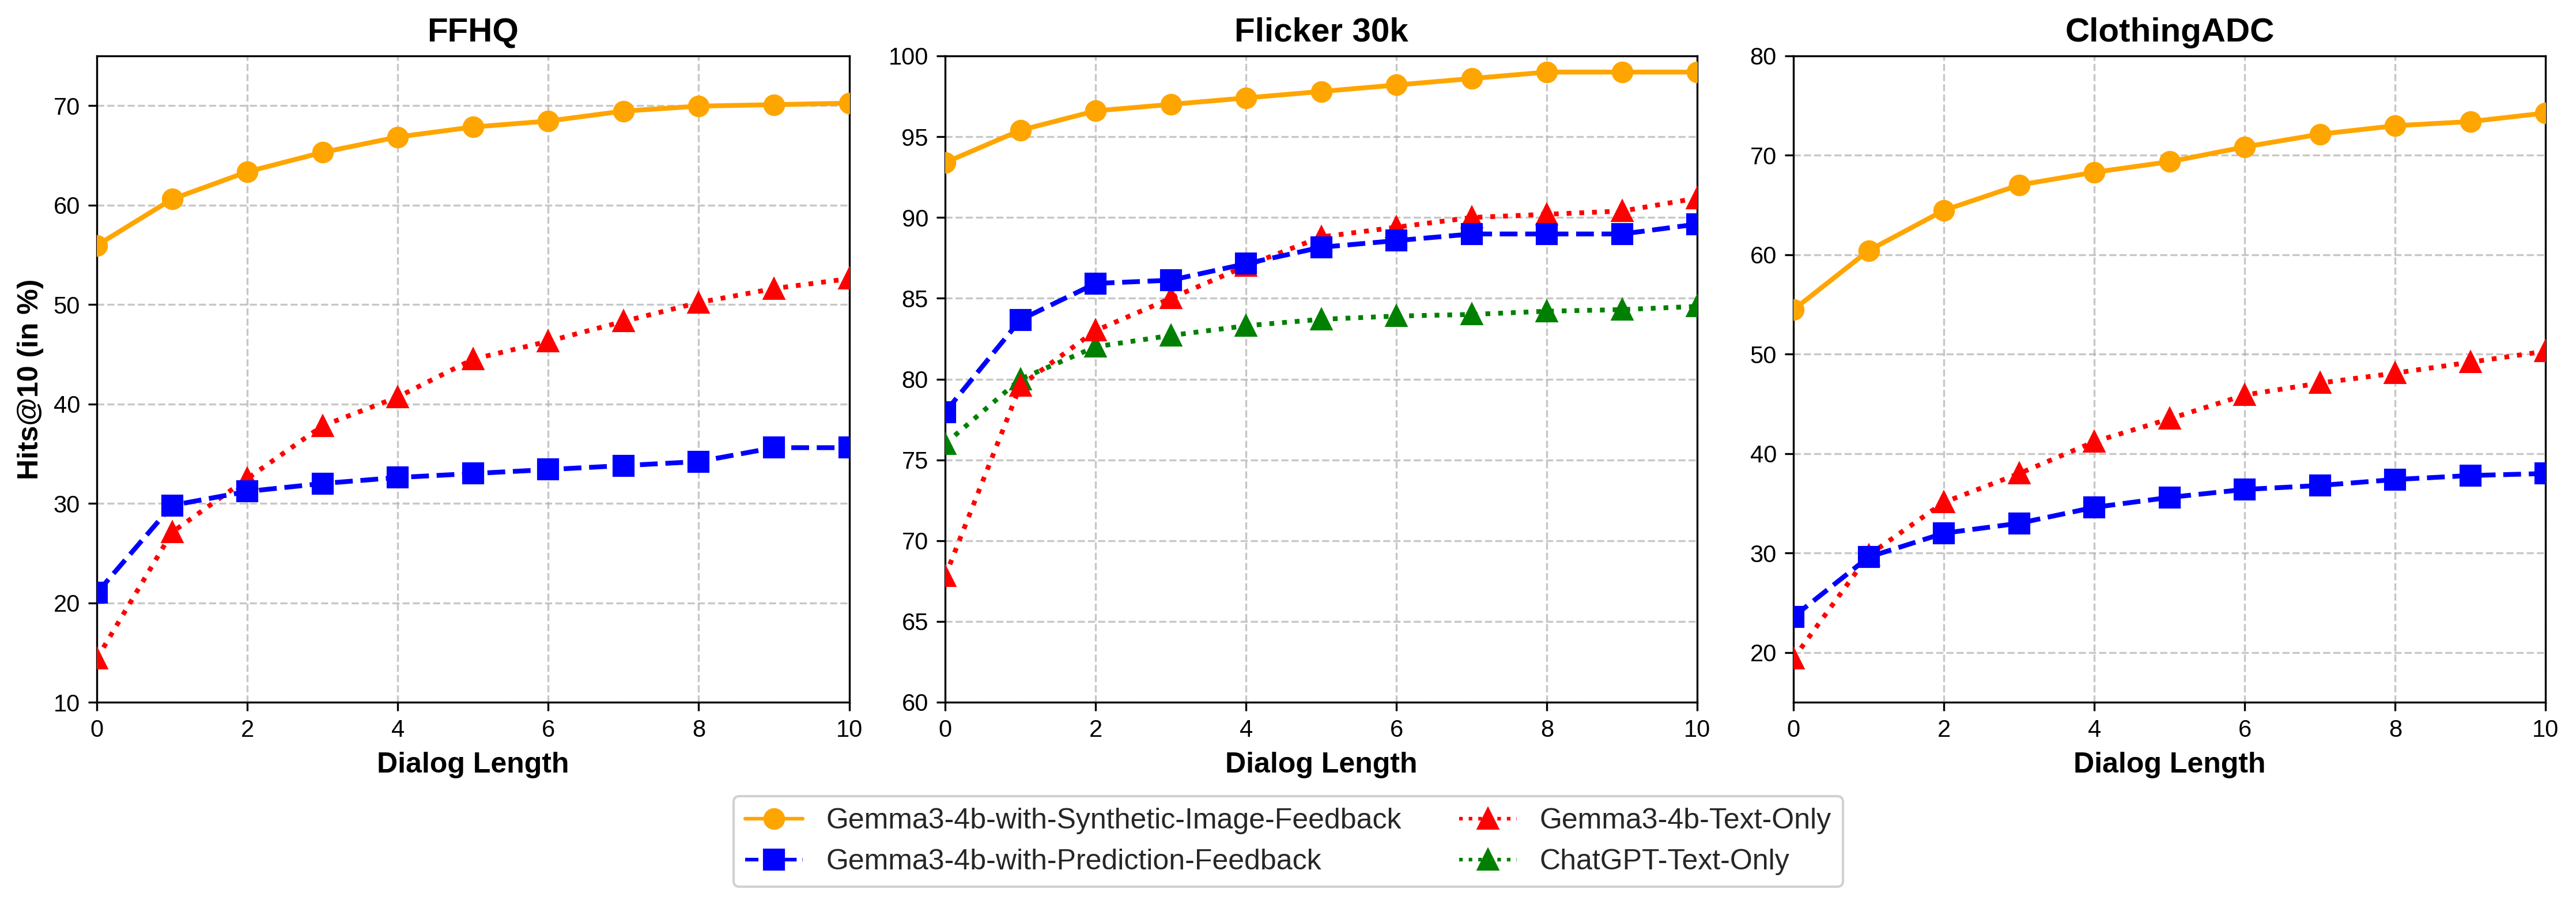 FFHQ
Flicker 30k
ClothingADC
Hits@10 (in %)
70
60
50
40
30
20
10
0 2 4 6 8 10
Dialog Length
100
95
90
85
80
75
70
65
60
0 2 4 6 8 10
Dialog Length
80
70
60
50
40
30
20
0 2 4 6 8 10
Dialog Length
Gemma3-4b-with-Synthetic-Image-Feedback
Gemma3-4b-with-Prediction-Feedback
Gemma3-4b-Text-Only
ChatGPT-Text-Only